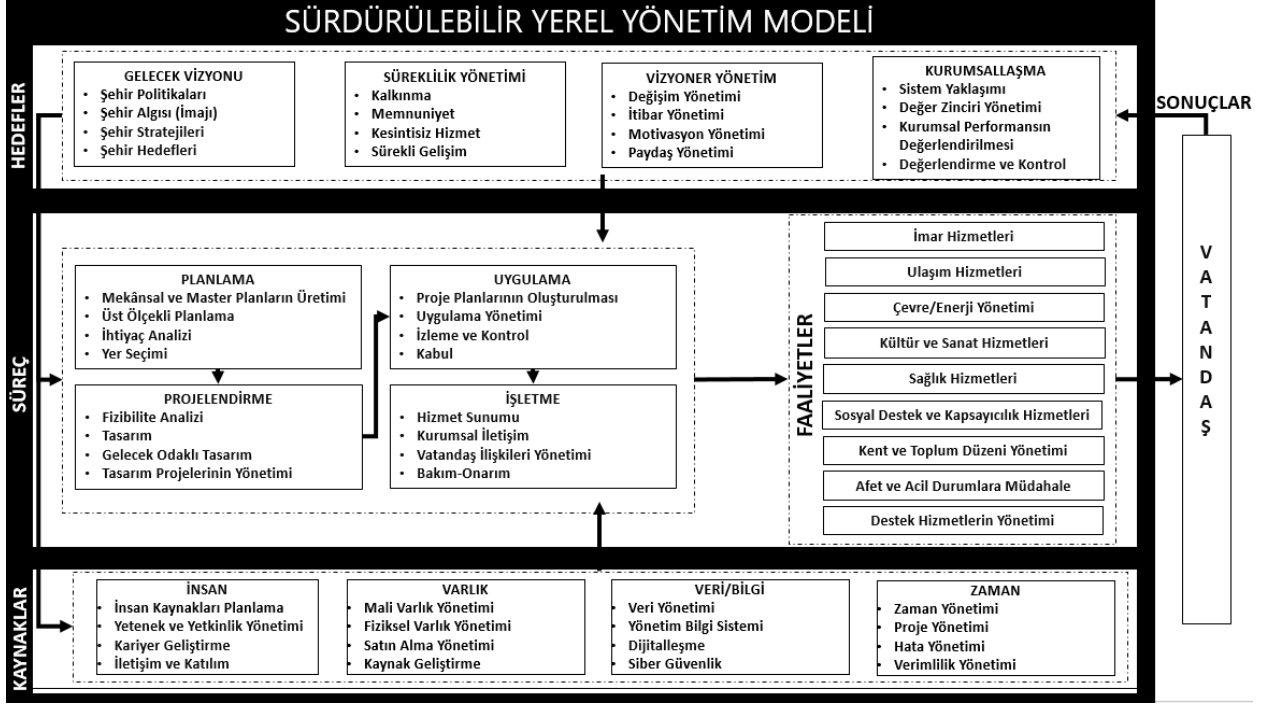 SÜRDÜRÜLEBİLİR YEREL YÖNETİM MODELİ
HEDEFLER
GELECEK VİZYONU
• Şehir Politikaları
• Şehir Algısı (İmajı)
• Şehir Stratejileri
• Şehir Hedefleri
SÜREKLİLİK YÖNETİMİ
• Kalkınma
• Memnuniyet
• Kesintisiz Hizmet
• Sürekli Gelişim
VİZYONER YÖNETİM
• Değişim Yönetimi
• İtibar Yönetimi
• Motivasyon Yönetimi
• Paydaş Yönetimi
KURUMSALLAŞMA
• Sistem Yaklaşımı
• Değer Zinciri Yönetimi
• Kurumsal Performansın
Değerlendirilmesi
• Değerlendirme ve Kontrol
SONUÇLAR
SÜREÇ
PLANLAMA
• Mekânsal ve Master Planların Üretimi
• Üst Ölçekli Planlama
• İhtiyaç Analizi
• Yer Seçimi
PROJELENDİRME
• Fizibilite Analizi
• Tasarım
• Gelecek Odaklı Tasarım
• Tasarım Projelerinin Yönetimi
UYGULAMA
• Proje Planlarının Oluşturulması
• Uygulama Yönetimi
• İzleme ve Kontrol
• Kabul
İŞLETME
• Hizmet Sunumu
• Kurumsal İletişim
• Vatandaş İlişkileri Yönetimi
• Bakım-Onarım
FAALİYETLER
İmar Hizmetleri
Ulaşım Hizmetleri
Çevre/Enerji Yönetimi
Kültür ve Sanat Hizmetleri
Sağlık Hizmetleri
Sosyal Destek ve Kapsayıcılık Hizmetleri
Kent ve Toplum Düzeni Yönetimi
Afet ve Acil Durumlara Müdahale
Destek Hizmetlerin Yönetimi
VATANDAŞ
KAYNAKLAR
İNSAN
• İnsan Kaynakları Planlama
• Yetenek ve Yetkinlik Yönetimi
• Kariyer Geliştirme
• İletişim ve Katılım
VARLIK
• Mali Varlık Yönetimi
• Fiziksel Varlık Yönetimi
• Satın Alma Yönetimi
• Kaynak Geliştirme
VERİ/BİLGİ
• Veri Yönetimi
• Yönetim Bilgi Sistemi
• Dijitalleşme
• Siber Güvenlik
ZAMAN
• Zaman Yönetimi
• Proje Yönetimi
• Hata Yönetimi
• Verimlilik Yönetimi